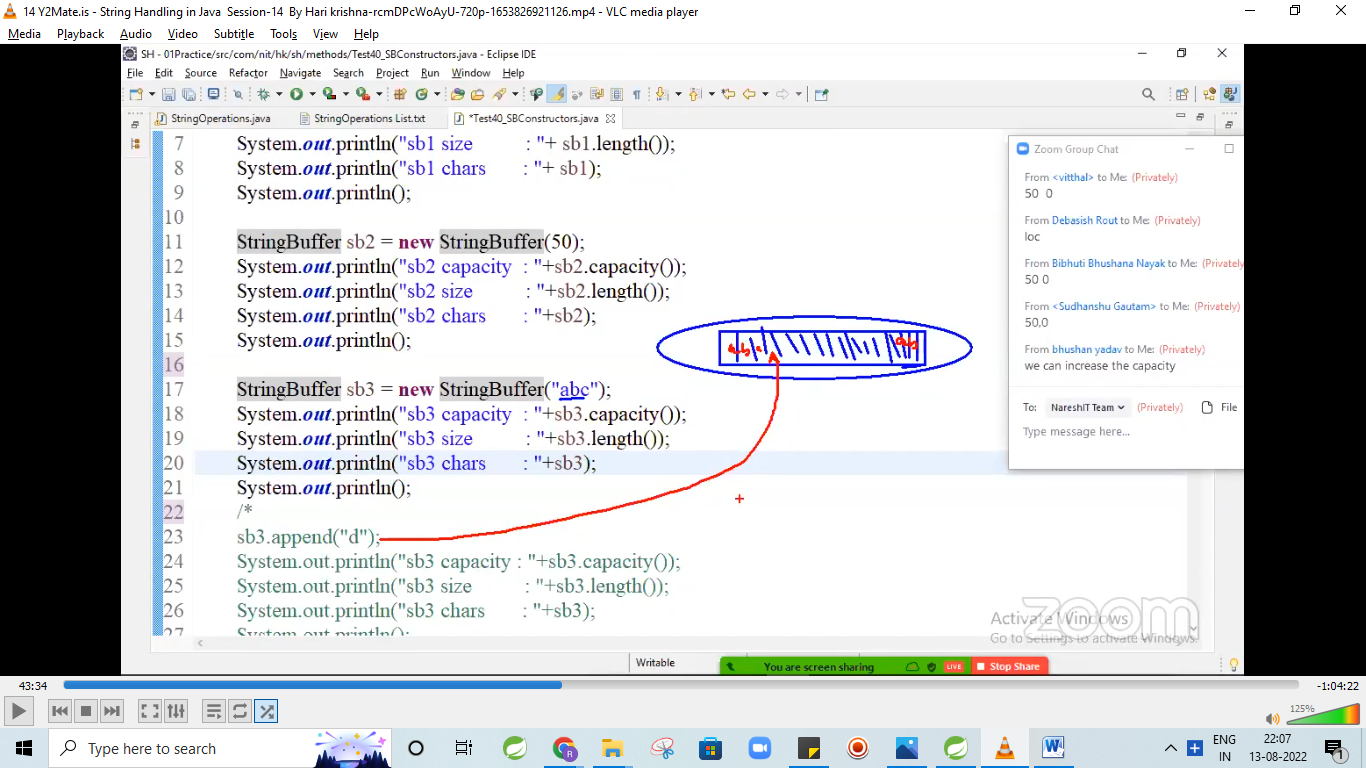 14 Y2Mate.is - String Handling in Java  Session-14  By Hari krishna-rcmDPcWoAyU-720p-1653826921126.mp4 - VLC media player
Media Playback Audio Video Subtitle Tools View Help
SH - 01Practice/src/com/nit/hk/sh/methods/Test40_SBConstructors.java - Eclipse IDE
File Edit Source Refactor Navigate Search Project Run Window Help
StringOperations.java StringOperations List.txt *Test40_SBConstructors.java
7 System.out.println("sb1 size : "+ sb1.length());
8 System.out.println("sb1 chars : "+ sb1);
9 System.out.println();
10
11 StringBuffer sb2 = new StringBuffer(50);
12 System.out.println("sb2 capacity : "+sb2.capacity());
13 System.out.println("sb2 size : "+sb2.length());
14 System.out.println("sb2 chars : "+sb2);
15 System.out.println();
16
17 StringBuffer sb3 = new StringBuffer("abc");
18 System.out.println("sb3 capacity : "+sb3.capacity());
19 System.out.println("sb3 size : "+sb3.length());
20 System.out.println("sb3 chars : "+sb3);
21 System.out.println();
22 /*
23 sb3.append("d");
24 System.out.println("sb3 capacity : "+sb3.capacity());
25 System.out.println("sb3 size : "+sb3.length());
26 System.out.println("sb3 chars : "+sb3);
27 System.out.println();
Zoom Group Chat
From <vitthal> to Me: (Privately)
50 0
From Debasish Rout to Me: (Privately)
loc
From Bibhuti Bhushana Nayak to Me: (Privately
50 0
From <Sudhanshu Gautam> to Me: (Privately)
50,0
From bhushan yadav to Me: (Privately)
we can increase the capacity
To: NareshIT Team (Privately) File
Type message here...
zoom
Activate Windows
Go to Settings to activate Windows.
Writable
You are screen sharing LIVE Stop Share
43:34
-1:04:22
125%
Type here to search
ENG
IN
22:07
13-08-2022
1